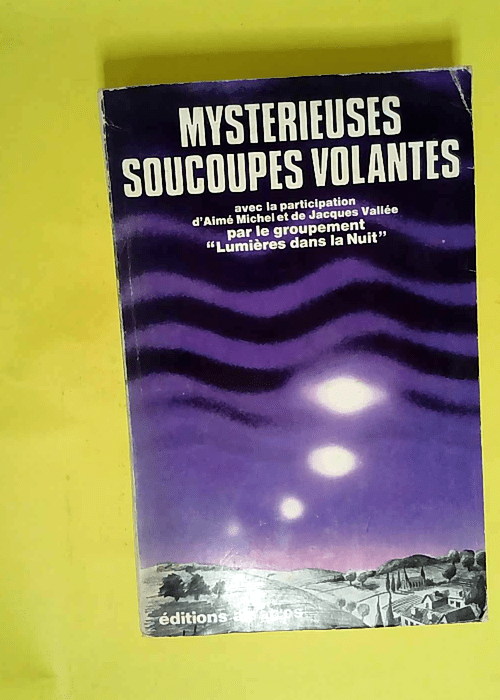 MYSTERIEUSES
SOUCOUPES VOLANTES
avec la participation
d'Aimé Michel et de Jacques Vallée
par le groupement
"Lumières dans la Nuit"
éditions